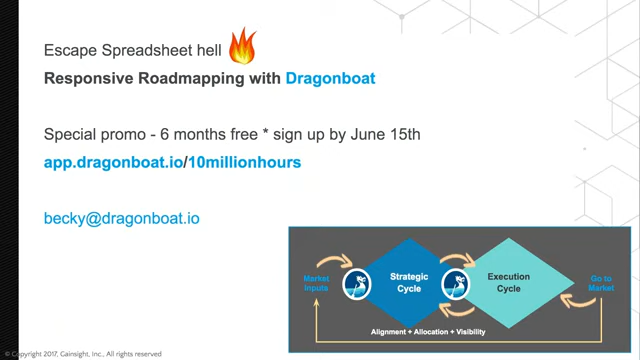 Escape Spreadsheet hell
Responsive Roadmapping with Dragonboat
Special promo - 6 months free * sign up by June 15th
app.dragonboat.io/10millionhours
becky@dragonboat.io
Market
Inputs
Strategic
Cycle
Execution
Cycle
Go to
Market
Alignment + Allocation + Visibility
© Copyright 2017, Gainsight, Inc., All rights reserved